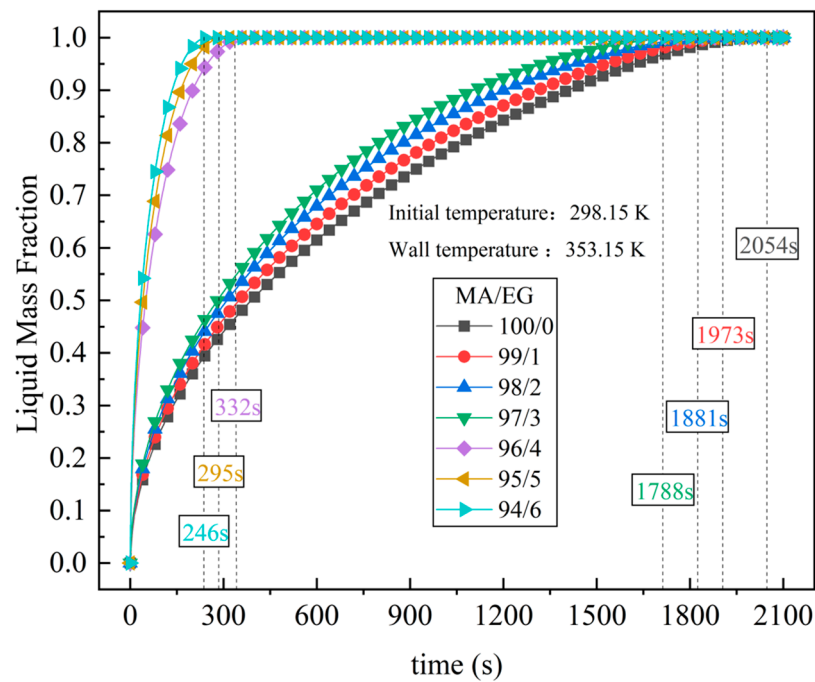 Liquid Mass Fraction
1.0
0.9
0.8
0.7
0.6
0.5
0.4
0.3
0.2
0.1
0.0
Initial temperature：298.15 K
Wall temperature ：353.15 K
2054s
MA/EG
100/0
99/1
98/2
97/3
96/4
95/5
94/6
1973s
332s
1881s
295s
1788s
246s
0 300 600 900 1200 1500 1800 2100
time (s)